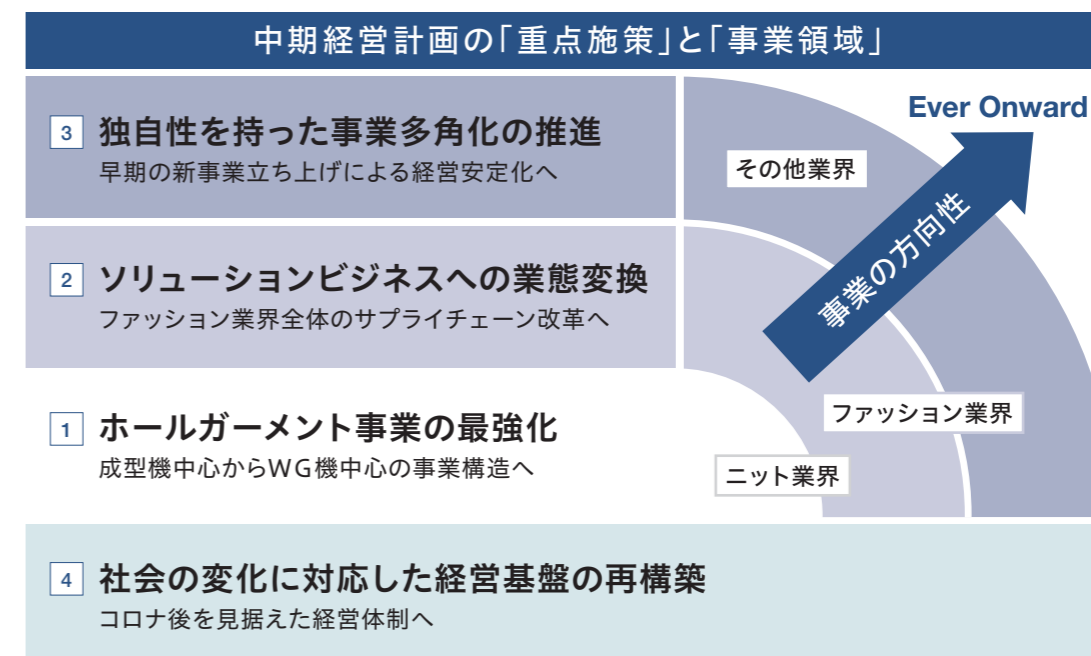 中期経営計画の「重点施策」と「事業領域」
3 独自性を持った事業多角化の推進
早期の新事業立ち上げによる経営安定化へ
2 ソリューションビジネスへの業態変換
ファッション業界全体のサプライチェーン改革へ
1 ホールガーメント事業の最強化
成型機中心からWG機中心の事業構造へ
Ever Onward
事業の方向性
その他業界
ファッション業界
ニット業界
4 社会の変化に対応した経営基盤の再構築
コロナ後を見据えた経営体制へ